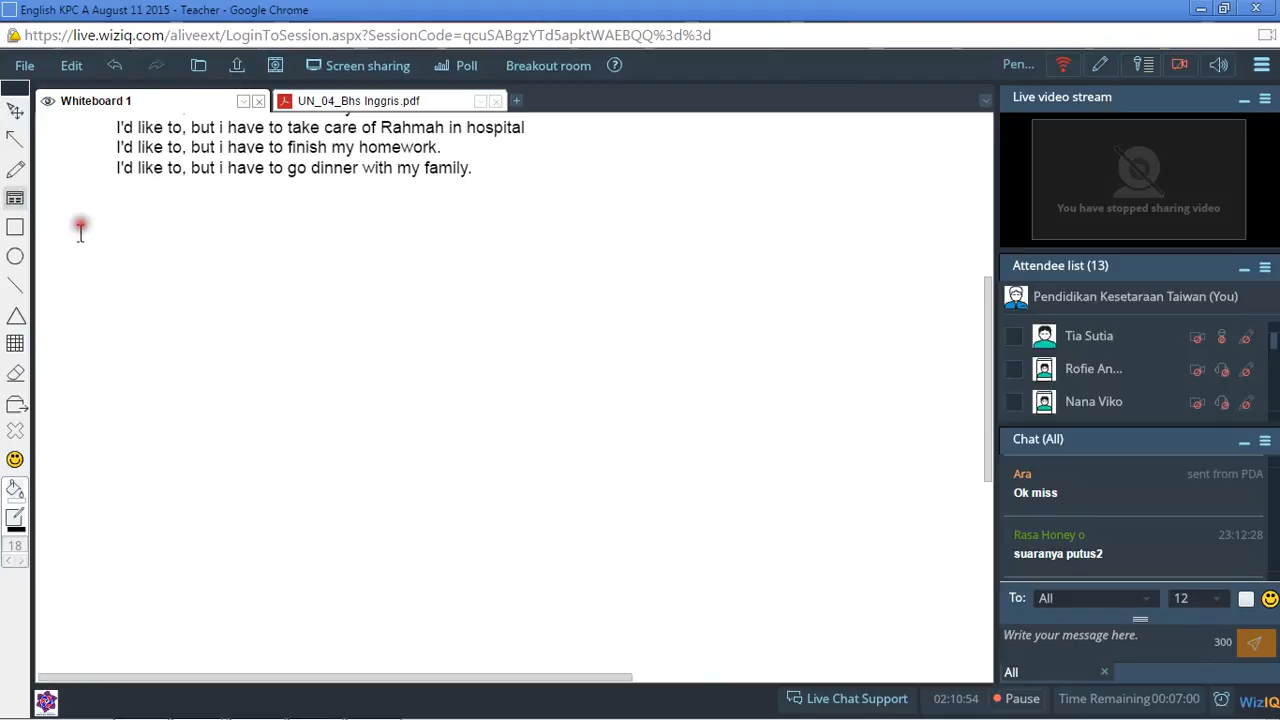 English KPC A August 11 2015 - Teacher - Google Chrome
https://live.wiziq.com/aliveext/LoginToSession.aspx?SessionCode=qcuSABgzYTd5apktWAEBQQ%3d%3d
File Edit Screen sharing Poll Breakout room Pen...
Whiteboard 1 UN_04_Bhs Inggris.pdf
I'd like to, but i have to take care of Rahmah in hospital
I'd like to, but i have to finish my homework.
I'd like to, but i have to go dinner with my family.
18
Live video stream
You have stopped sharing video
Attendee list (13)
Pendidikan Kesetaraan Taiwan (You)
Tia Sutia
Rofie An...
Nana Viko
Chat (All)
Ara sent from PDA
Ok miss
Rasa Honey o 23:12:28
suaranya putus2
To: All 12
Write your message here. 300
All
Live Chat Support 02:10:54 Pause Time Remaining00:07:00 WizIQ